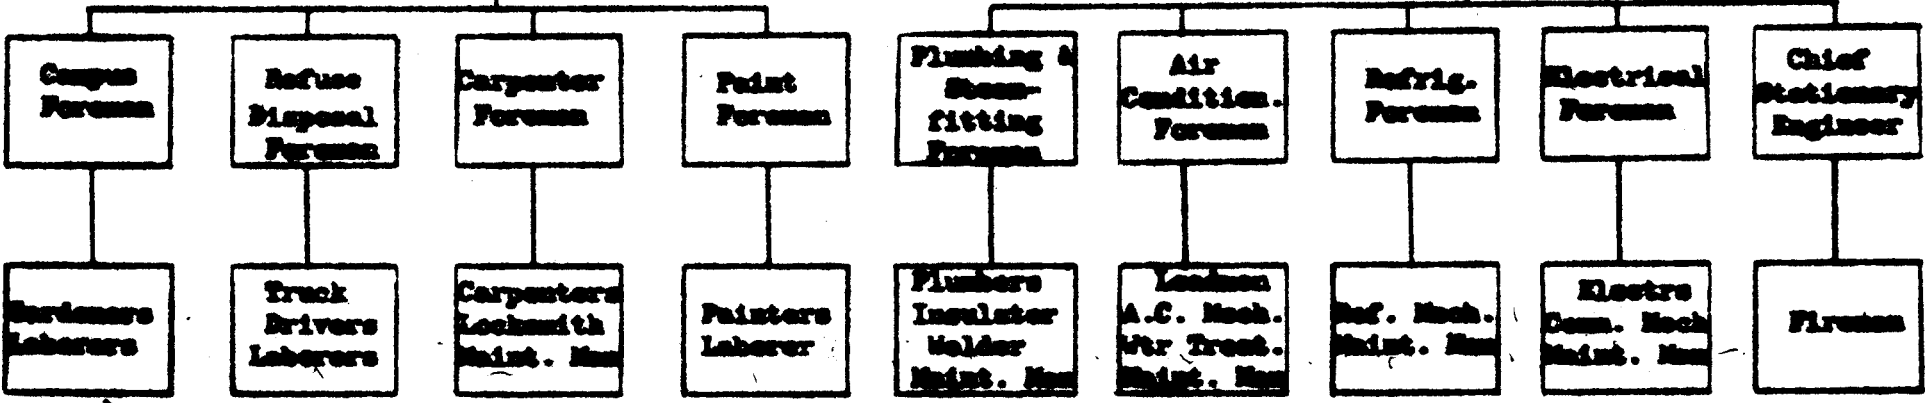 Campus
Foreman
Refuse
Disposal
Foreman
Carpenter
Foreman
Paint
Foreman
Plumbing &
Steam-
fitting
Foreman
Air
Condition.
Foreman
Refrig.
Foreman
Electrical
Foreman
Chief
Stationary
Engineer
Gardeners
Laborers
Truck
Drivers
Laborers
Carpenters
Locksmith
Maint. Man
Painters
Laborer
Plumbers
Insulator
Welder
Maint. Man
Leadmen
A.C. Mech.
Wtr Treat.
Maint. Man
Ref. Mech.
Maint. Man
Electrs
Comm. Mech
Maint. Man
Fireman